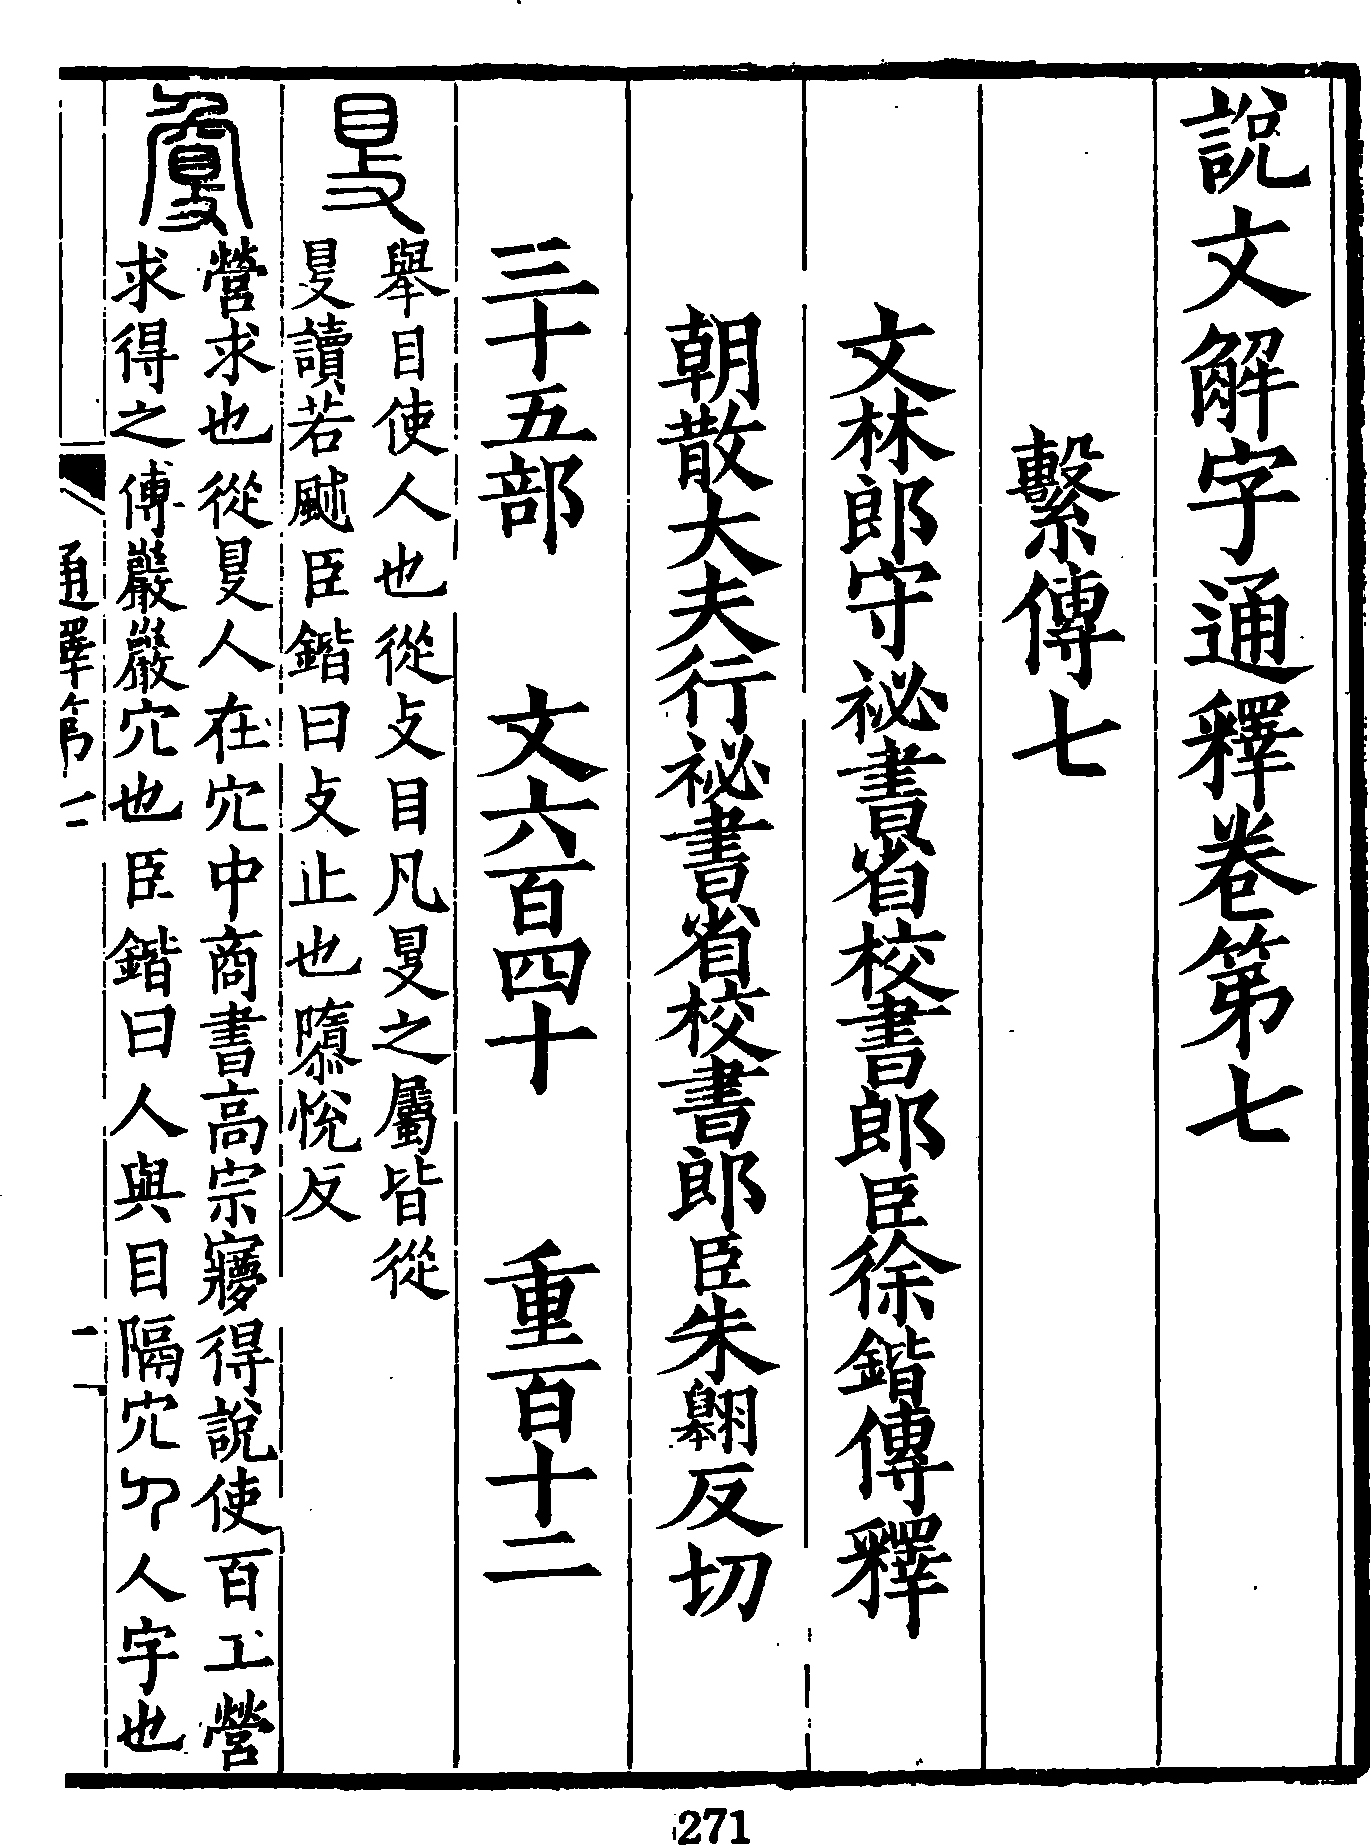 說文解字通釋卷第七
繫傳七
文林郎守祕書省校書郎臣徐鍇傳釋
朝散大夫行祕書省校書郎臣朱翺反切
三十五部 文六百四十 重百十二
𥄎
舉目使人也從攴目凡𥄎之屬皆從
𥄎讀若䫻臣鍇曰攴止也隳悅反
敻
營求也從𥄎人在穴中商書高宗㝱得說使百工營
求得之傅巖巖穴也臣鍇曰人與目隔穴𠆢人字也
通釋第
271